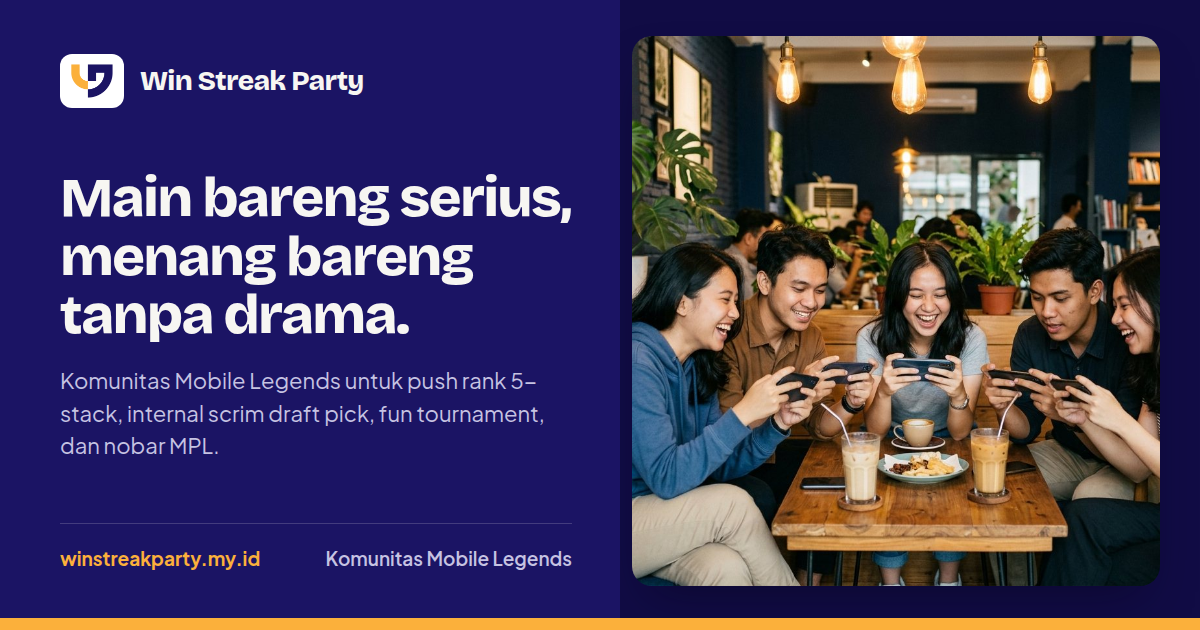 Win Streak Party
Main bareng serius,
menang bareng
tanpa drama.
Komunitas Mobile Legends untuk push rank 5–
stack, internal scrim draft pick, fun tournament,
dan nobar MPL.
winstreakparty.my.id
Komunitas Mobile Legends